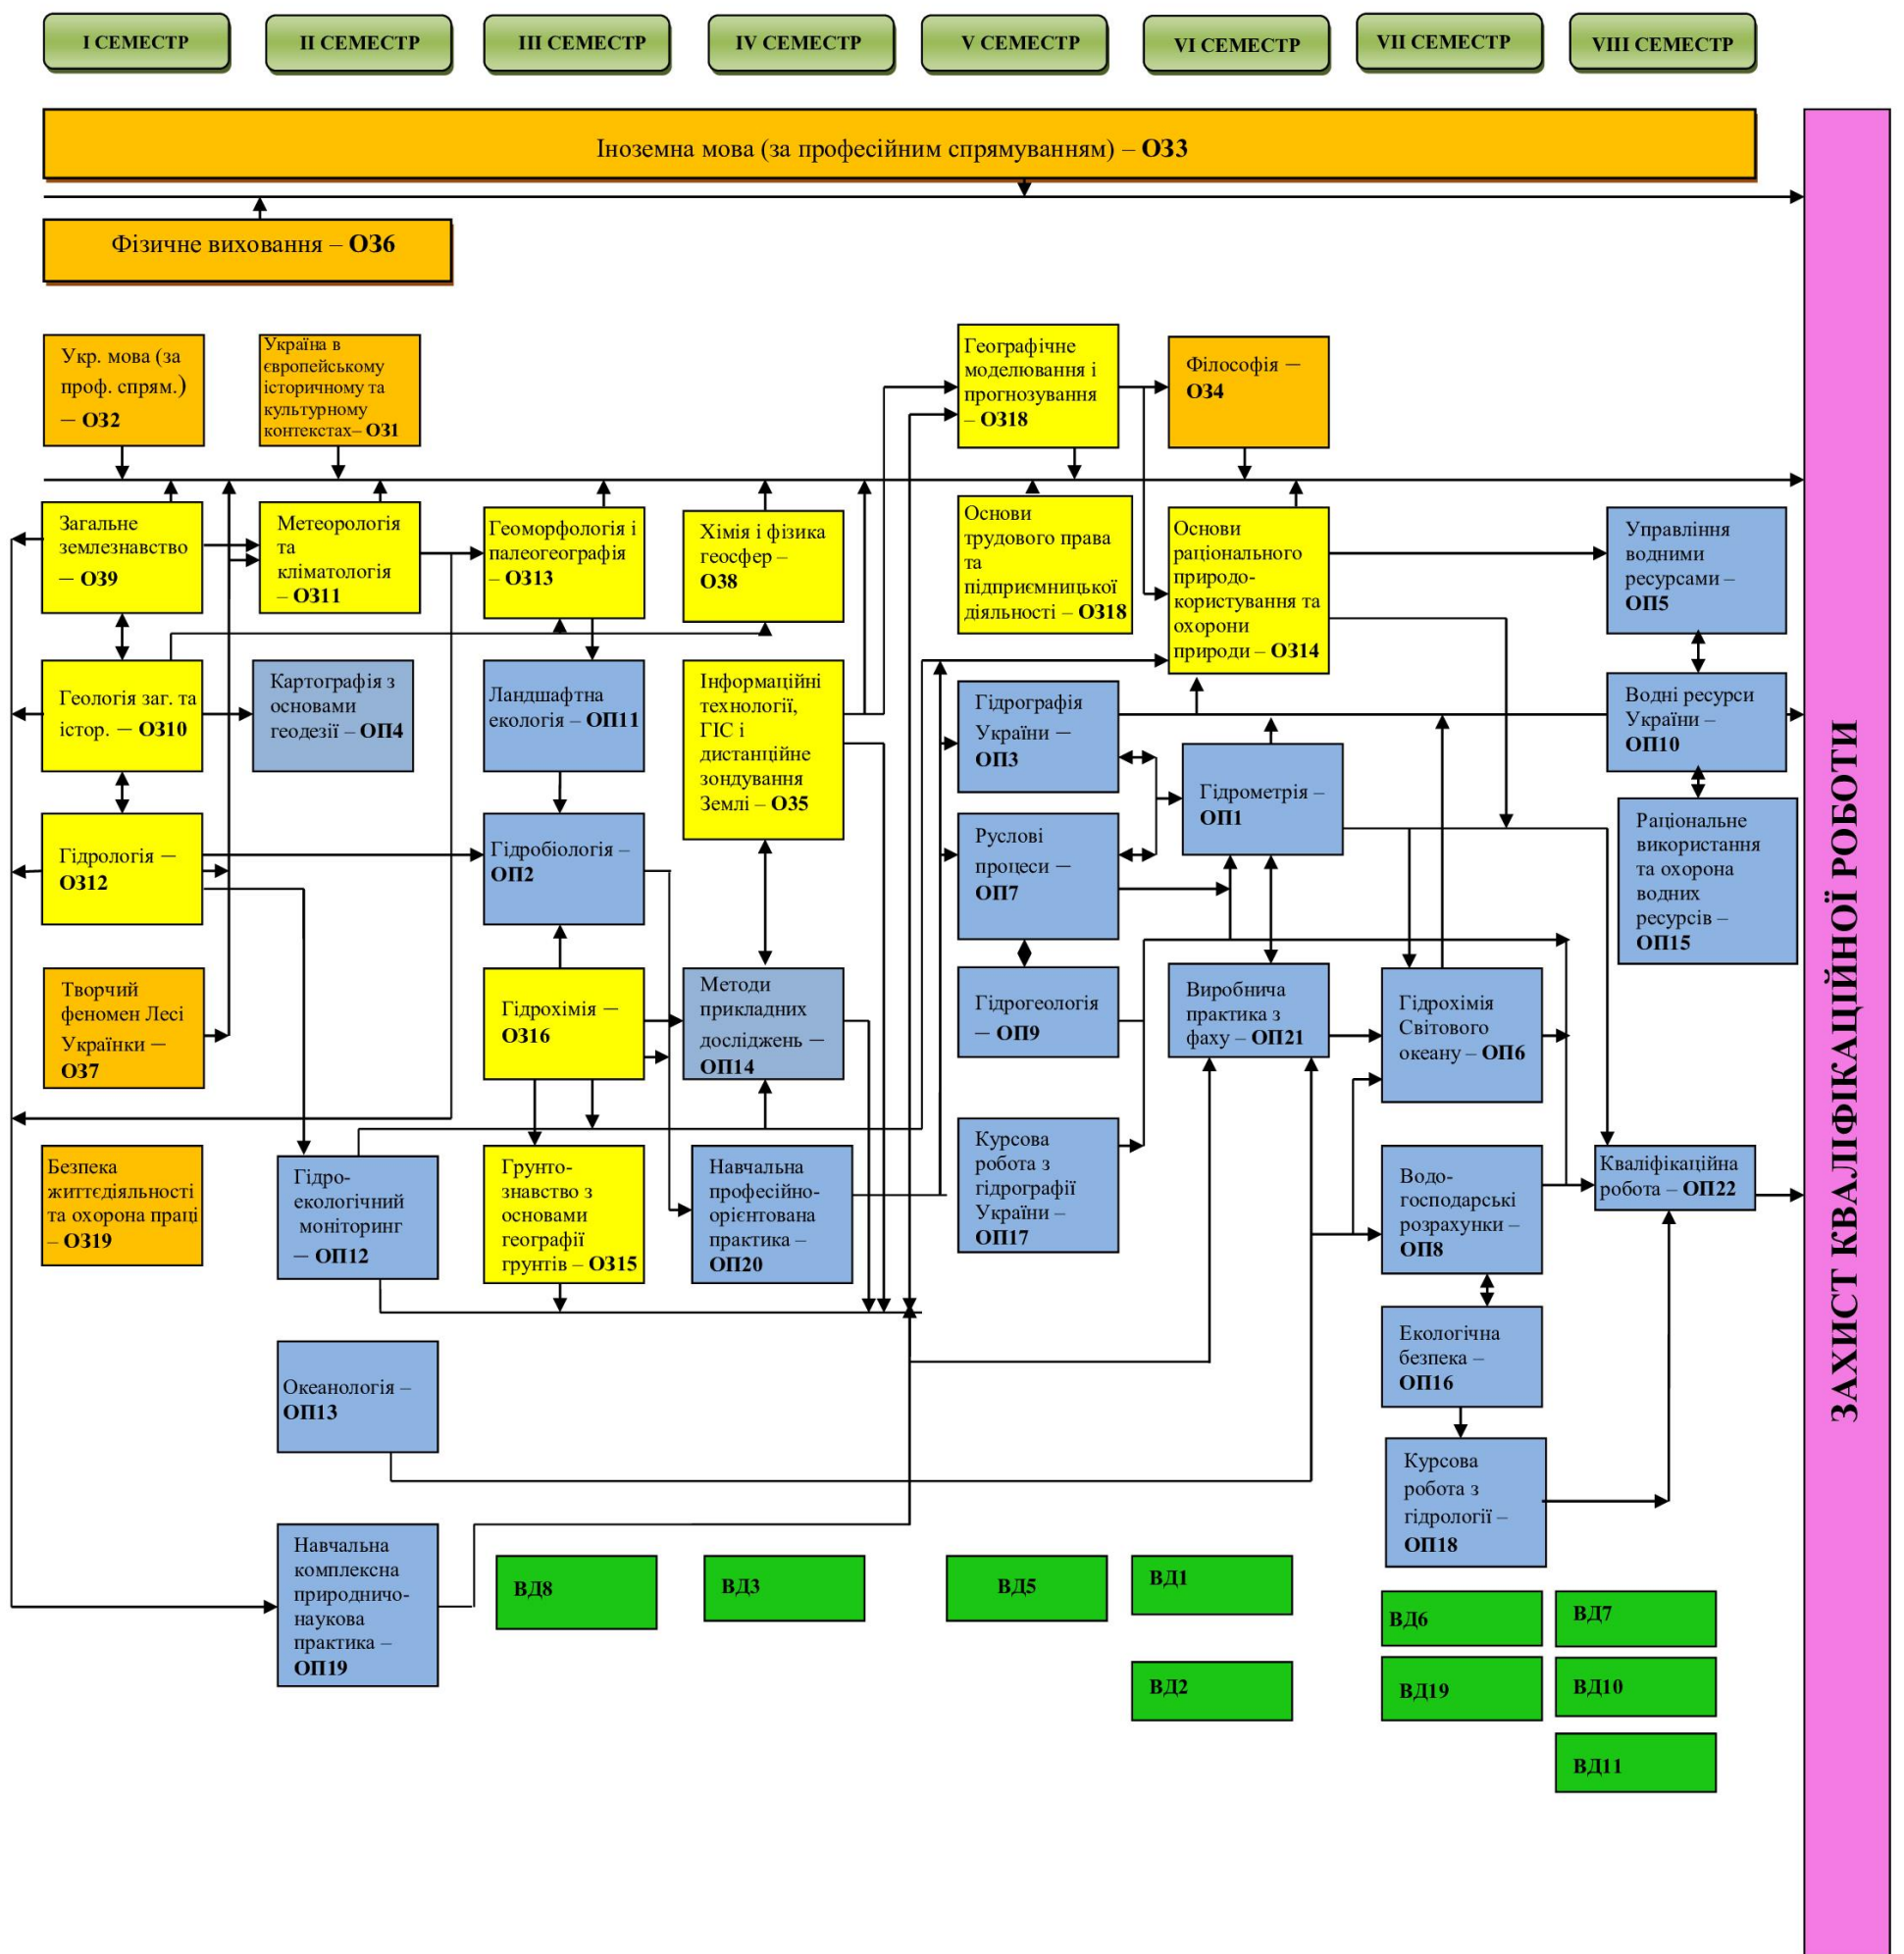 I СЕМЕСТР
II СЕМЕСТР
III СЕМЕСТР
IV СЕМЕСТР
V СЕМЕСТР
VI СЕМЕСТР
VII СЕМЕСТР
VIII СЕМЕСТР
Іноземна мова (за професійним спрямуванням) – ОЗ3
Фізичне виховання – ОЗ6
Укр. мова (за
проф. спрям.)
— ОЗ2
Україна в
європейському
історичному та
культурному
контекстах– ОЗ1
Географічне
моделювання і
прогнозування
– ОЗ18
Філософія —
ОЗ4
Загальне
землезнавство
— ОЗ9
Метеорологія
та
кліматологія
– ОЗ11
Геоморфологія і
палеогеографія
– ОЗ13
Хімія і фізика
геосфер –
ОЗ8
Основи
трудового права
та
підприємницької
діяльності – ОЗ18
Основи
раціонального
природо-
користування та
охорони
природи – ОЗ14
Управління
водними
ресурсами –
ОП5
Геологія заг. та
істор. — ОЗ10
Картографія з
основами
геодезії – ОП4
Ландшафтна
екологія – ОП11
Інформаційні
технології,
ГІС і
дистанційне
зондування
Землі – ОЗ5
Гідрографія
України —
ОП3
Гідрометрія –
ОП1
Водні ресурси
України –
ОП10
Гідрологія —
ОЗ12
Гідробіологія –
ОП2
Руслові
процеси —
ОП7
Раціональне
використання
та охорона
водних
ресурсів –
ОП15
Творчий
феномен Лесі
Українки —
ОЗ7
Гідрохімія —
ОЗ16
Методи
прикладних
досліджень —
ОП14
Гідрогеологія
— ОП9
Виробнича
практика з
фаху – ОП21
Гідрохімія
Світового
океану – ОП6
Безпека
життєдіяльності
та охорона праці
– ОЗ19
Гідро-
екологічний
моніторинг
— ОП12
Грунто-
знавство з
основами
географії
грунтів – ОЗ15
Навчальна
професійно-
орієнтована
практика –
ОП20
Курсова
робота з
гідрографії
України –
ОП17
Водо-
господарські
розрахунки –
ОП8
Кваліфікаційна
робота – ОП22
Океанологія –
ОП13
Екологічна
безпека –
ОП16
Курсова
робота з
гідрології –
ОП18
Навчальна
комплексна
природничо-
наукова
практика –
ОП19
ВД8
ВД3
ВД5
ВД1
ВД6
ВД7
ВД2
ВД19
ВД10
ВД11
ЗАХИСТ КВАЛІФІКАЦІЙНОЇ РОБОТИ